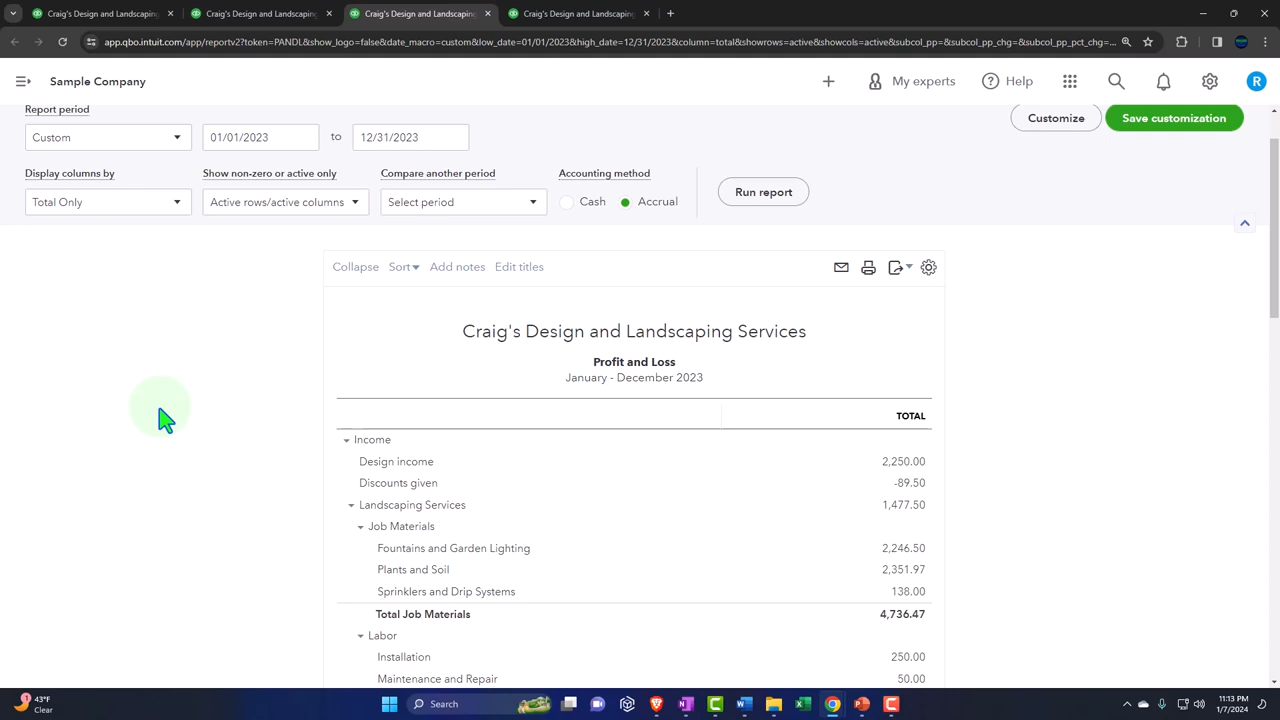 Craig's Design and Landscaping
Craig's Design and Landscaping
Craig's Design and Landscaping
Craig's Design and Landscaping
app.qbo.intuit.com/app/reportv2?token=PANDL&show_logo=false&date_macro=custom&low_date=01/01/2023&high_date=12/31/2023&column=total&showrows=active&showcols=active&subcol_pp=&subcol_pp_chg=&subcol_pp_pct_chg=...
Sample Company
My experts
Help
R
Report period
Custom
01/01/2023
to
12/31/2023
Customize
Save customization
Display columns by
Show non-zero or active only
Compare another period
Accounting method
Total Only
Active rows/active columns
Select period
Cash
Accrual
Run report
Collapse
Sort
Add notes
Edit titles
Craig's Design and Landscaping Services
Profit and Loss
January - December 2023
TOTAL
Income
Design income 2,250.00
Discounts given -89.50
Landscaping Services 1,477.50
Job Materials
Fountains and Garden Lighting 2,246.50
Plants and Soil 2,351.97
Sprinklers and Drip Systems 138.00
Total Job Materials 4,736.47
Labor
Installation 250.00
Maintenance and Repair 50.00
1
43°F
Clear
Search
11:13 PM
1/7/2024